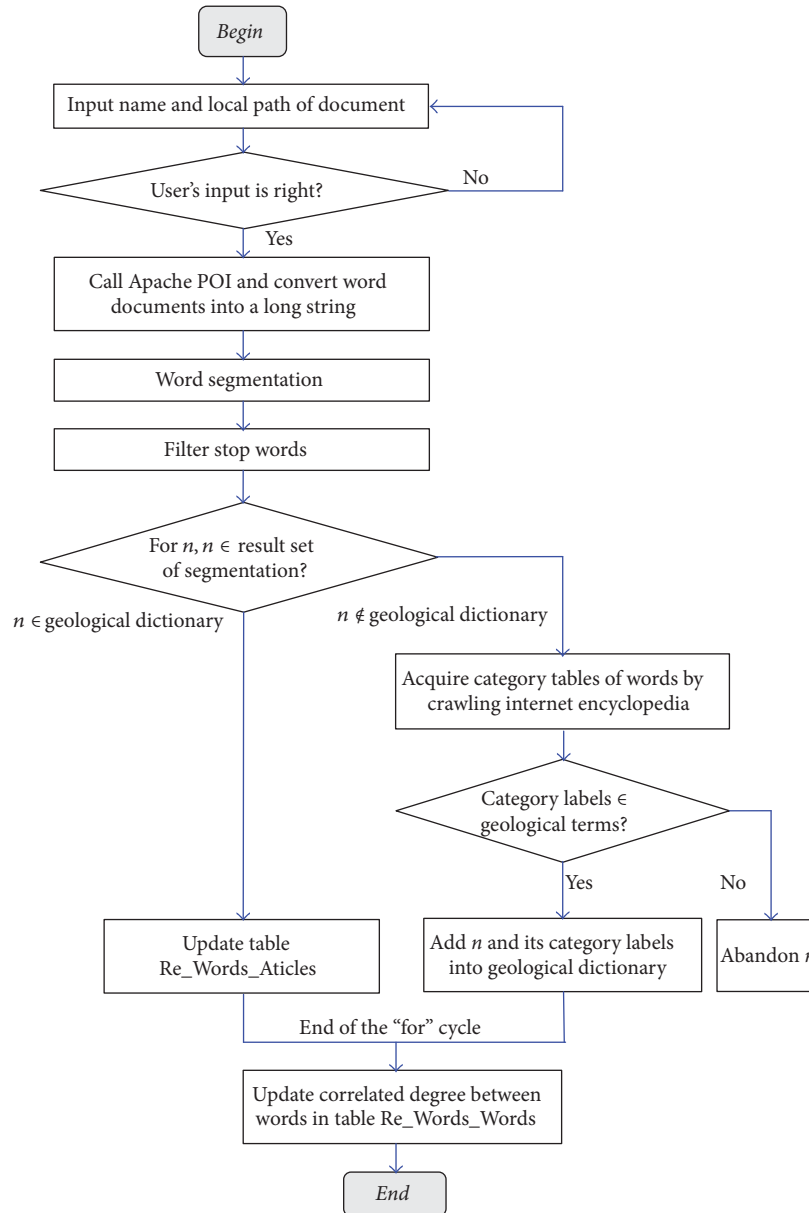 Begin
Input name and local path of document
User's input is right?
No
Yes
Call Apache POI and convert word
documents into a long string
Word segmentation
Filter stop words
For n, n ∈ result set
of segmentation?
n ∈ geological dictionary
n ∉ geological dictionary
Acquire category tables of words by
crawling internet encyclopedia
Category labels ∈
geological terms?
Yes
No
Update table
Re_Words_Aticles
Add n and its category labels
into geological dictionary
Abandon n
End of the “for” cycle
Update correlated degree between
words in table Re_Words_Words
End